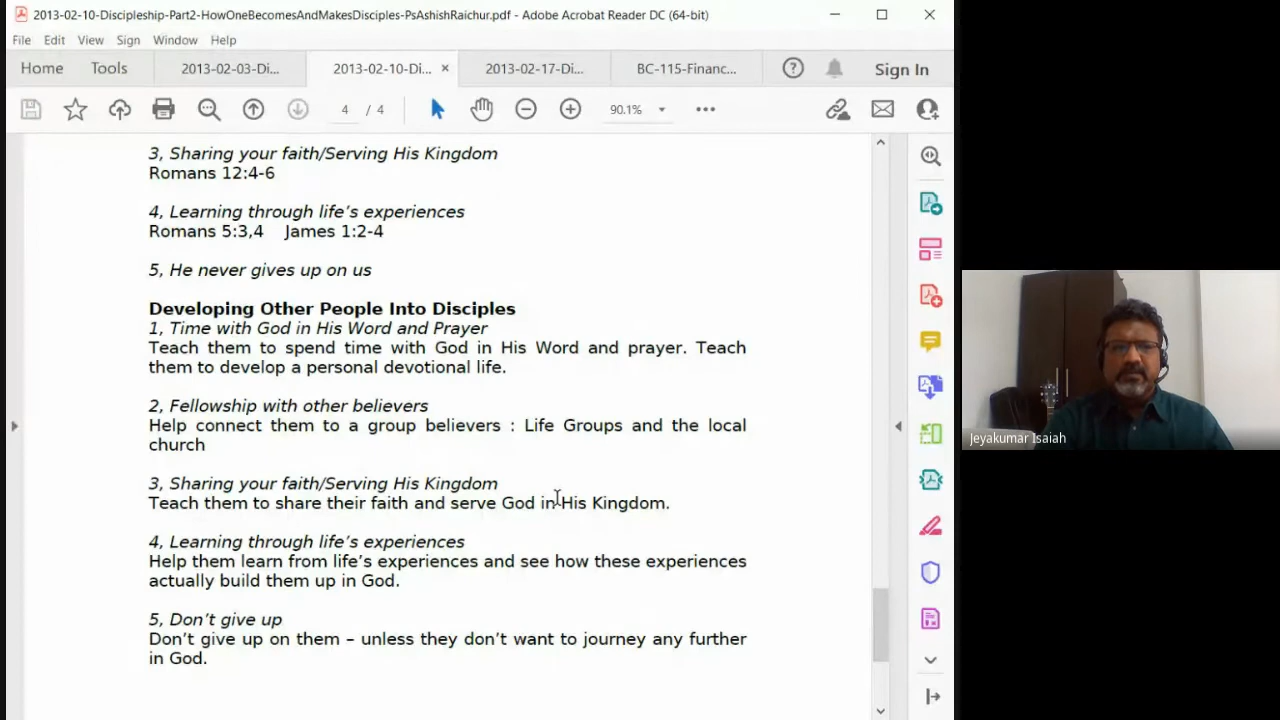 2013-02-10-Discipleship-Part2-HowOneBecomesAndMakesDisciples-PsAshishRaichur.pdf - Adobe Acrobat Reader DC (64-bit)
File Edit View Sign Window Help
Home Tools 2013-02-03-Di... 2013-02-10-Di... × 2013-02-17-Di... BC-115-Financ... Sign In
4 / 4 90.1%
3, Sharing your faith/Serving His Kingdom
Romans 12:4-6
4, Learning through life's experiences
Romans 5:3,4 James 1:2-4
5, He never gives up on us
Developing Other People Into Disciples
1, Time with God in His Word and Prayer
Teach them to spend time with God in His Word and prayer. Teach
them to develop a personal devotional life.
2, Fellowship with other believers
Help connect them to a group believers : Life Groups and the local
church
3, Sharing your faith/Serving His Kingdom
Teach them to share their faith and serve God in His Kingdom.
4, Learning through life's experiences
Help them learn from life's experiences and see how these experiences
actually build them up in God.
5, Don't give up
Don't give up on them – unless they don't want to journey any further
in God.
Jeyakumar Isaiah